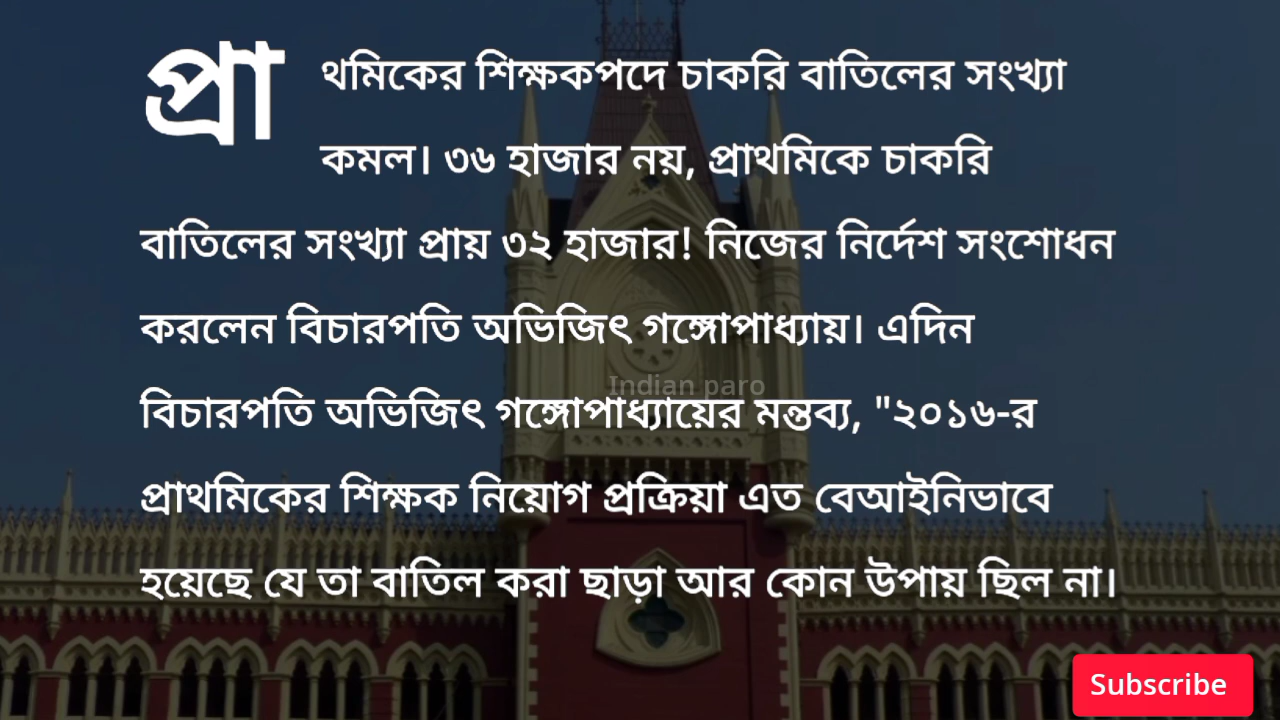 প্রাথমিকের শিক্ষকপদে চাকরি বাতিলের সংখ্যা
কমল। ৩৬ হাজার নয়, প্রাথমিকে চাকরি
বাতিলের সংখ্যা প্রায় ৩২ হাজার! নিজের নির্দেশ সংশোধন
করলেন বিচারপতি অভিজিৎ গঙ্গোপাধ্যায়। এদিন
Indian paro
বিচারপতি অভিজিৎ গঙ্গোপাধ্যায়ের মন্তব্য, "২০১৬-র
প্রাথমিকের শিক্ষক নিয়োগ প্রক্রিয়া এত বেআইনিভাবে
হয়েছে যে তা বাতিল করা ছাড়া আর কোন উপায় ছিল না।
Subscribe